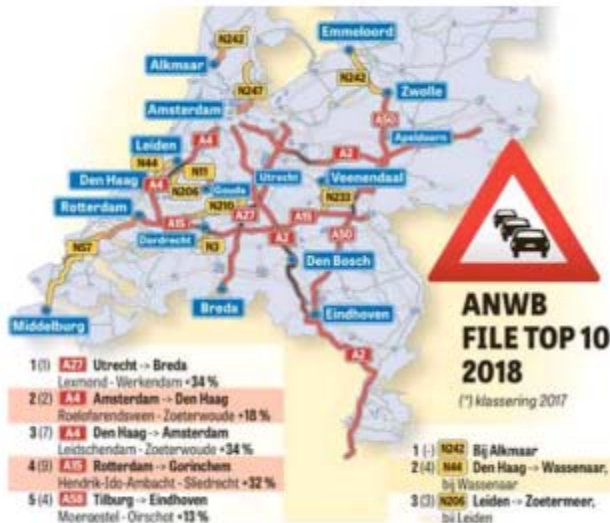 N242
Emmeloord
Alkmaar
N242
N247
Zwolle
Amsterdam
A50
Leiden
A4
Apeldoorn
N44
N11
A2
Den Haag
A4
Utrecht
Veenendaal
N206
Gouda
Rotterdam
N210
A27
N233
A15
A15
Dordrecht
N57
N3
A2
A50
Den Bosch
Breda
Eindhoven
Middelburg
A2
ANWB
FILE TOP 10
2018
(*) klassering 2017
1 (1) A27 Utrecht -> Breda
Lexmond - Werkendam +34 %
2 (2) A4 Amsterdam -> Den Haag
Roelofarendsveen - Zoeterwoude +18 %
3 (7) A4 Den Haag -> Amsterdam
Leidschendam - Zoeterwoude +34 %
4 (9) A15 Rotterdam -> Gorinchem
Hendrik-Ido-Ambacht - Sliedrecht +32 %
5 (4) A58 Tilburg -> Eindhoven
Moergestel - Oirschot +13 %
1 (-) N242 Bij Alkmaar
2 (4) N44 Den Haag -> Wassenaar,
bij Wassenaar
3 (3) N206 Leiden -> Zoetermeer,
bij Leiden